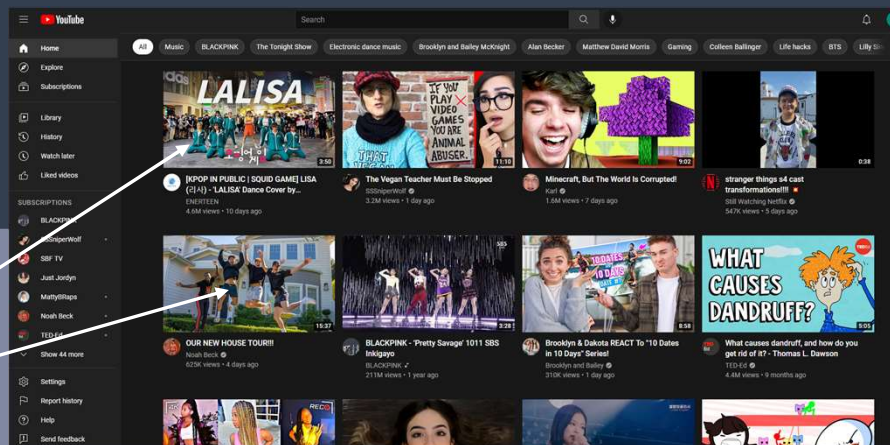 YouTube
Search
Home
Explore
Subscriptions
Library
History
Watch later
Liked videos
SUBSCRIPTIONS
BLACKPINK
SSSniperWolf
SBF TV
Just Jordyn
MattyBRaps
Noah Beck
TED-Ed
Show 44 more
Settings
Report history
Help
Send feedback
All
Music
BLACKPINK
The Tonight Show
Electronic dance music
Brooklyn and Bailey McKnight
Alan Becker
Matthew David Morris
Gaming
Colleen Ballinger
Life hacks
BTS
Lilly
LALISA
3:50
[KPOP IN PUBLIC | SQUID GAME] LISA
(리사) - 'LALISA' Dance Cover by...
ENERTEEN
4.6M views • 10 days ago
IF YOU
PLAY
VIDEO
GAMES
YOU ARE
ANIMAL
ABUSER.
THAT
VEGAN
11:10
The Vegan Teacher Must Be Stopped
SSSniperWolf
3.2M views • 1 day ago
9:02
Minecraft, But The World Is Corrupted!
Karl
1.6M views • 7 days ago
0:38
stranger things s4 cast
transformations!!!!
Still Watching Netflix
547K views • 5 days ago
15:37
OUR NEW HOUSE TOUR!!!
Noah Beck
625K views • 4 days ago
SBS
3:28
BLACKPINK - 'Pretty Savage' 1011 SBS
Inkigayo
BLACKPINK
211M views • 1 year ago
10 DATES
10 DAYS
8:58
Brooklyn & Dakota REACT To "10 Dates
in 10 Days" Series!
Brooklyn and Bailey
310K views • 1 day ago
WHAT
CAUSES
DANDRUFF?
5:05
What causes dandruff, and how do you
get rid of it? - Thomas L. Dawson
TED-Ed
4.4M views • 9 months ago
REC